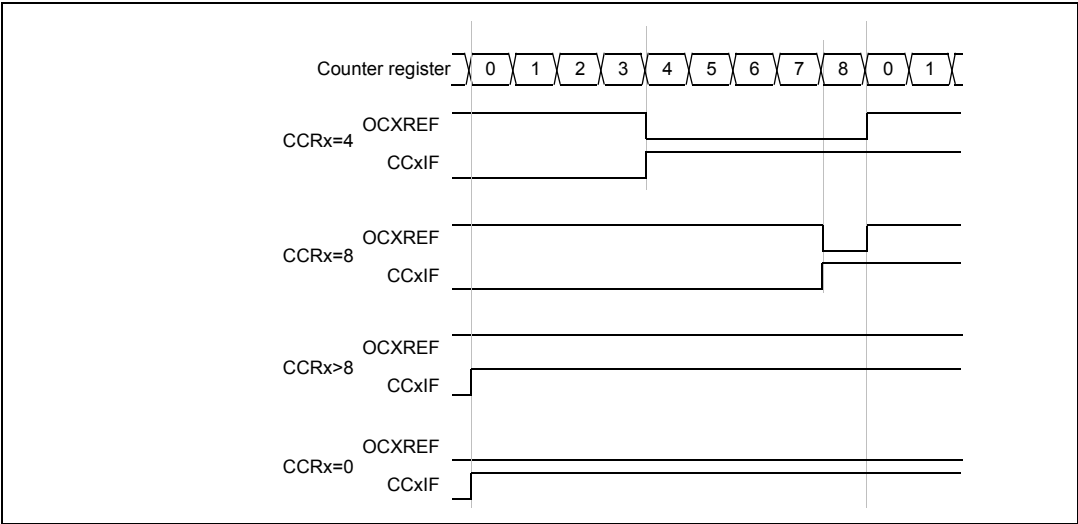 Counter register 0 1 2 3 4 5 6 7 8 0 1
OCXREF
CCRx=4
CCxIF
OCXREF
CCRx=8
CCxIF
OCXREF
CCRx>8
CCxIF
OCXREF
CCRx=0
CCxIF